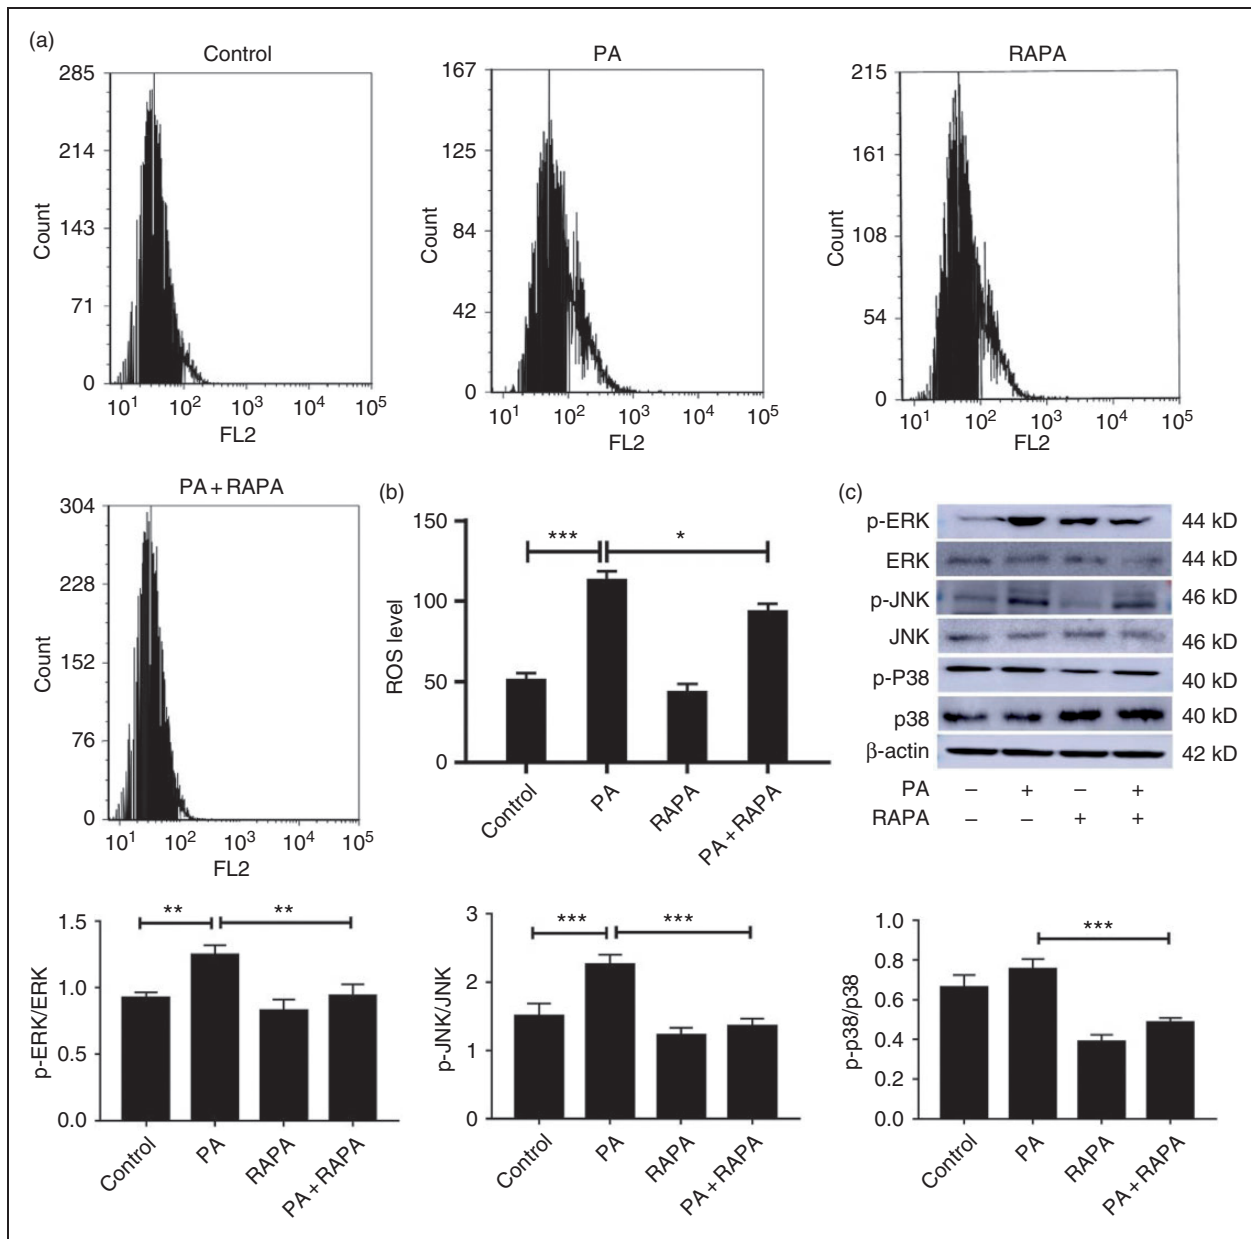 (a)
Control
285
214
143
71
0
Count
10¹ 10² 10³ 10⁴ 10⁵
FL2
PA
167
125
84
42
0
Count
10¹ 10² 10³ 10⁴ 10⁵
FL2
RAPA
215
161
108
54
0
Count
10¹ 10² 10³ 10⁴ 10⁵
FL2
PA+RAPA
304
228
152
76
0
Count
10¹ 10² 10³ 10⁴ 10⁵
FL2
(b)
150
100
50
0
ROS level
*** *
Control PA RAPA PA+RAPA
(c)
p-ERK 44 kD
ERK 44 kD
p-JNK 46 kD
JNK 46 kD
p-P38 40 kD
p38 40 kD
β-actin 42 kD
PA – + – +
RAPA – – + +
1.5
1.0
0.5
0.0
p-ERK/ERK
** **
Control PA RAPA PA+RAPA
3
2
1
0
p-JNK/JNK
*** ***
Control PA RAPA PA+RAPA
0.8
0.6
0.4
0.2
0.0
p-p38/p38
***
Control PA RAPA PA+RAPA